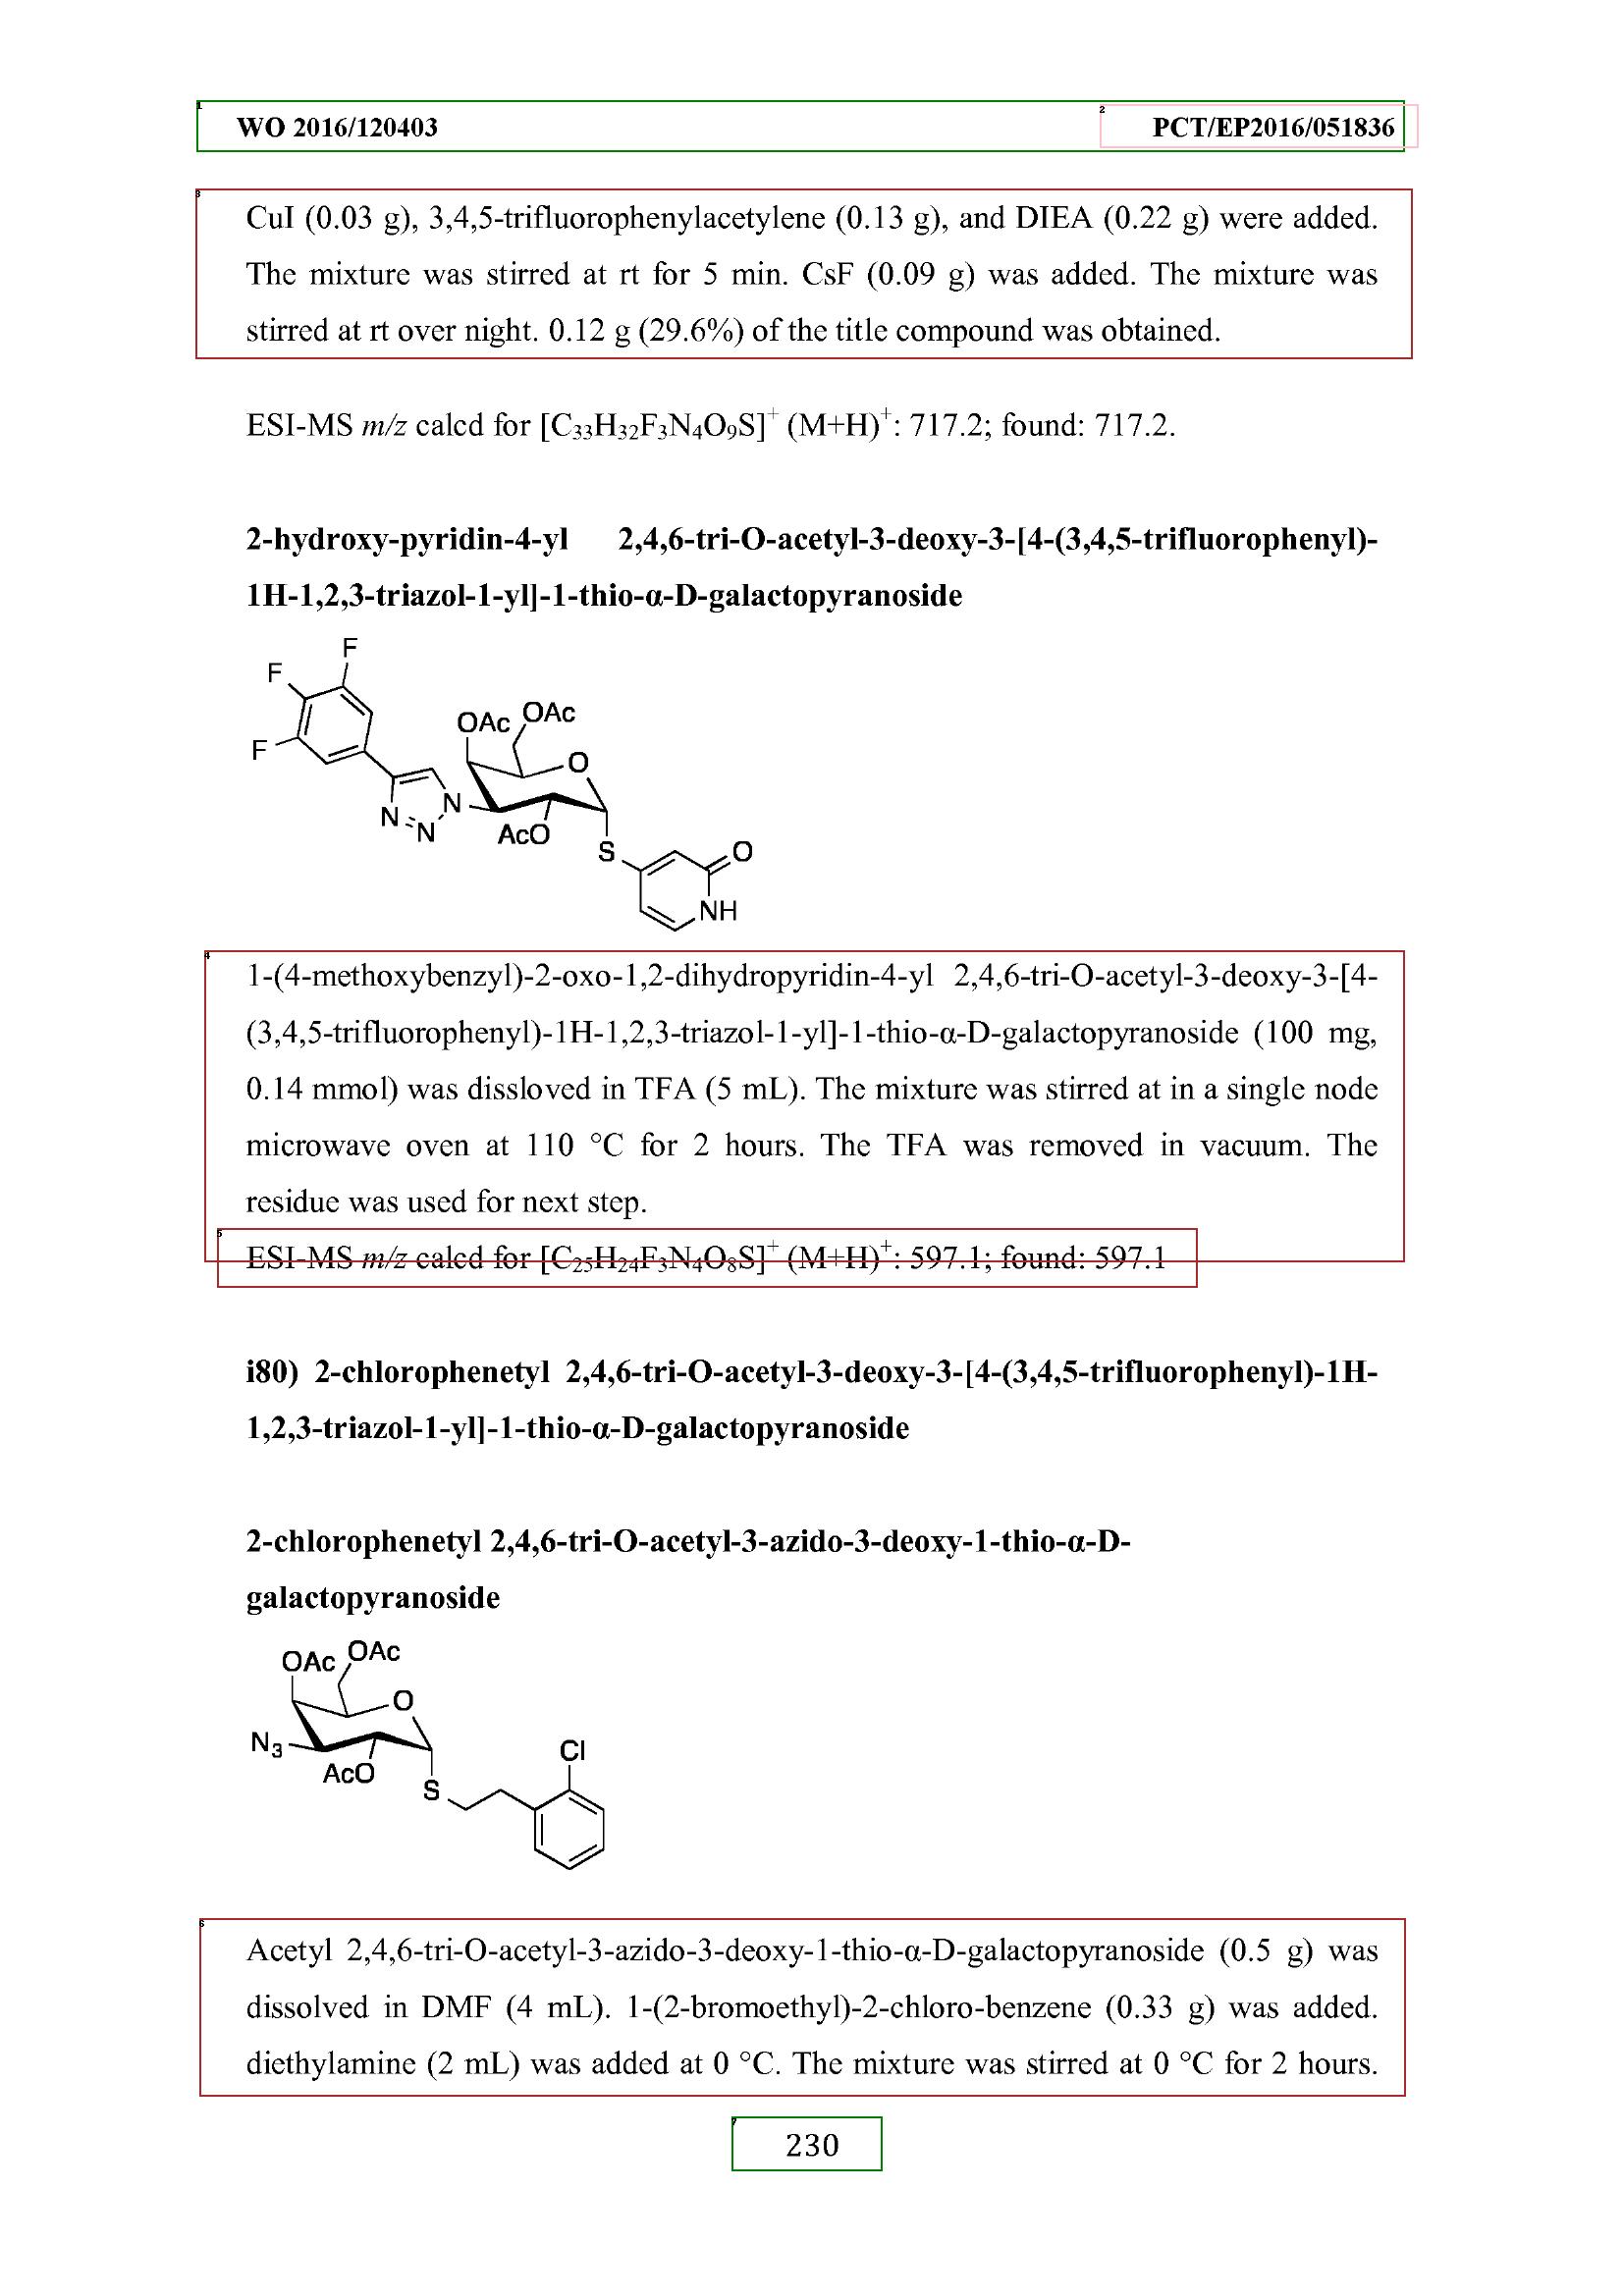 WO 2016/120403 PCT/EP2016/051836
CuI (0.03 g), 3,4,5-trifluorophenylacetylene (0.13 g), and DIEA (0.22 g) were added.
The mixture was stirred at rt for 5 min. CsF (0.09 g) was added. The mixture was
stirred at rt over night. 0.12 g (29.6%) of the title compound was obtained.
ESI-MS m/z calcd for [C₃₃H₃₂F₃N₄O₉S]⁺ (M+H)⁺: 717.2; found: 717.2.
2-hydroxy-pyridin-4-yl 2,4,6-tri-O-acetyl-3-deoxy-3-[4-(3,4,5-trifluorophenyl)-
1H-1,2,3-triazol-1-yl]-1-thio-α-D-galactopyranoside
F
F
F
OAc
OAc
O
N
N
N
AcO
S
O
NH
1-(4-methoxybenzyl)-2-oxo-1,2-dihydropyridin-4-yl 2,4,6-tri-O-acetyl-3-deoxy-3-[4-
(3,4,5-trifluorophenyl)-1H-1,2,3-triazol-1-yl]-1-thio-α-D-galactopyranoside (100 mg,
0.14 mmol) was dissloved in TFA (5 mL). The mixture was stirred at in a single node
microwave oven at 110 °C for 2 hours. The TFA was removed in vacuum. The
residue was used for next step.
ESI-MS m/z calcd for [C₂₅H₂₄F₃N₄O₈S]⁺ (M+H)⁺: 597.1; found: 597.1
i80) 2-chlorophenetyl 2,4,6-tri-O-acetyl-3-deoxy-3-[4-(3,4,5-trifluorophenyl)-1H-
1,2,3-triazol-1-yl]-1-thio-α-D-galactopyranoside
2-chlorophenetyl 2,4,6-tri-O-acetyl-3-azido-3-deoxy-1-thio-α-D-
galactopyranoside
OAc
OAc
O
N₃
AcO
S
Cl
Acetyl 2,4,6-tri-O-acetyl-3-azido-3-deoxy-1-thio-α-D-galactopyranoside (0.5 g) was
dissolved in DMF (4 mL). 1-(2-bromoethyl)-2-chloro-benzene (0.33 g) was added.
diethylamine (2 mL) was added at 0 °C. The mixture was stirred at 0 °C for 2 hours.
230
1
2
3
4
5
6
7